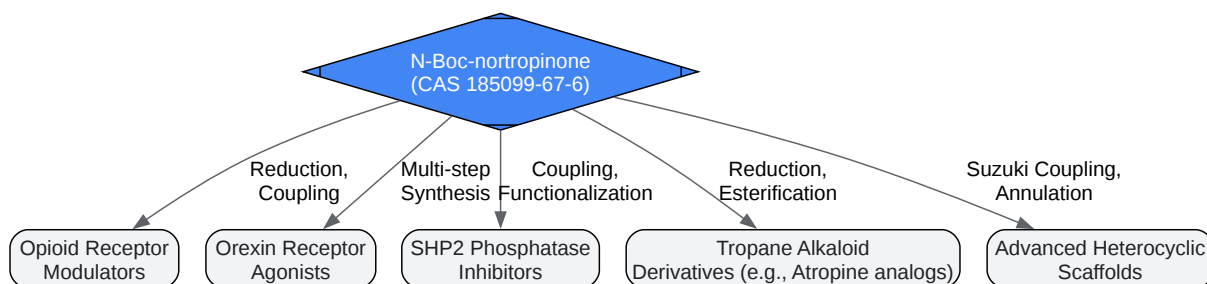 N-Boc-nortropinone
(CAS 185099-67-6)
Reduction,
Coupling
Multi-step
Synthesis
Coupling,
Functionalization
Reduction,
Esterification
Suzuki Coupling,
Annulation
Opioid Receptor
Modulators
Orexin Receptor
Agonists
SHP2 Phosphatase
Inhibitors
Tropane Alkaloid
Derivatives (e.g., Atropine analogs)
Advanced Heterocyclic
Scaffolds